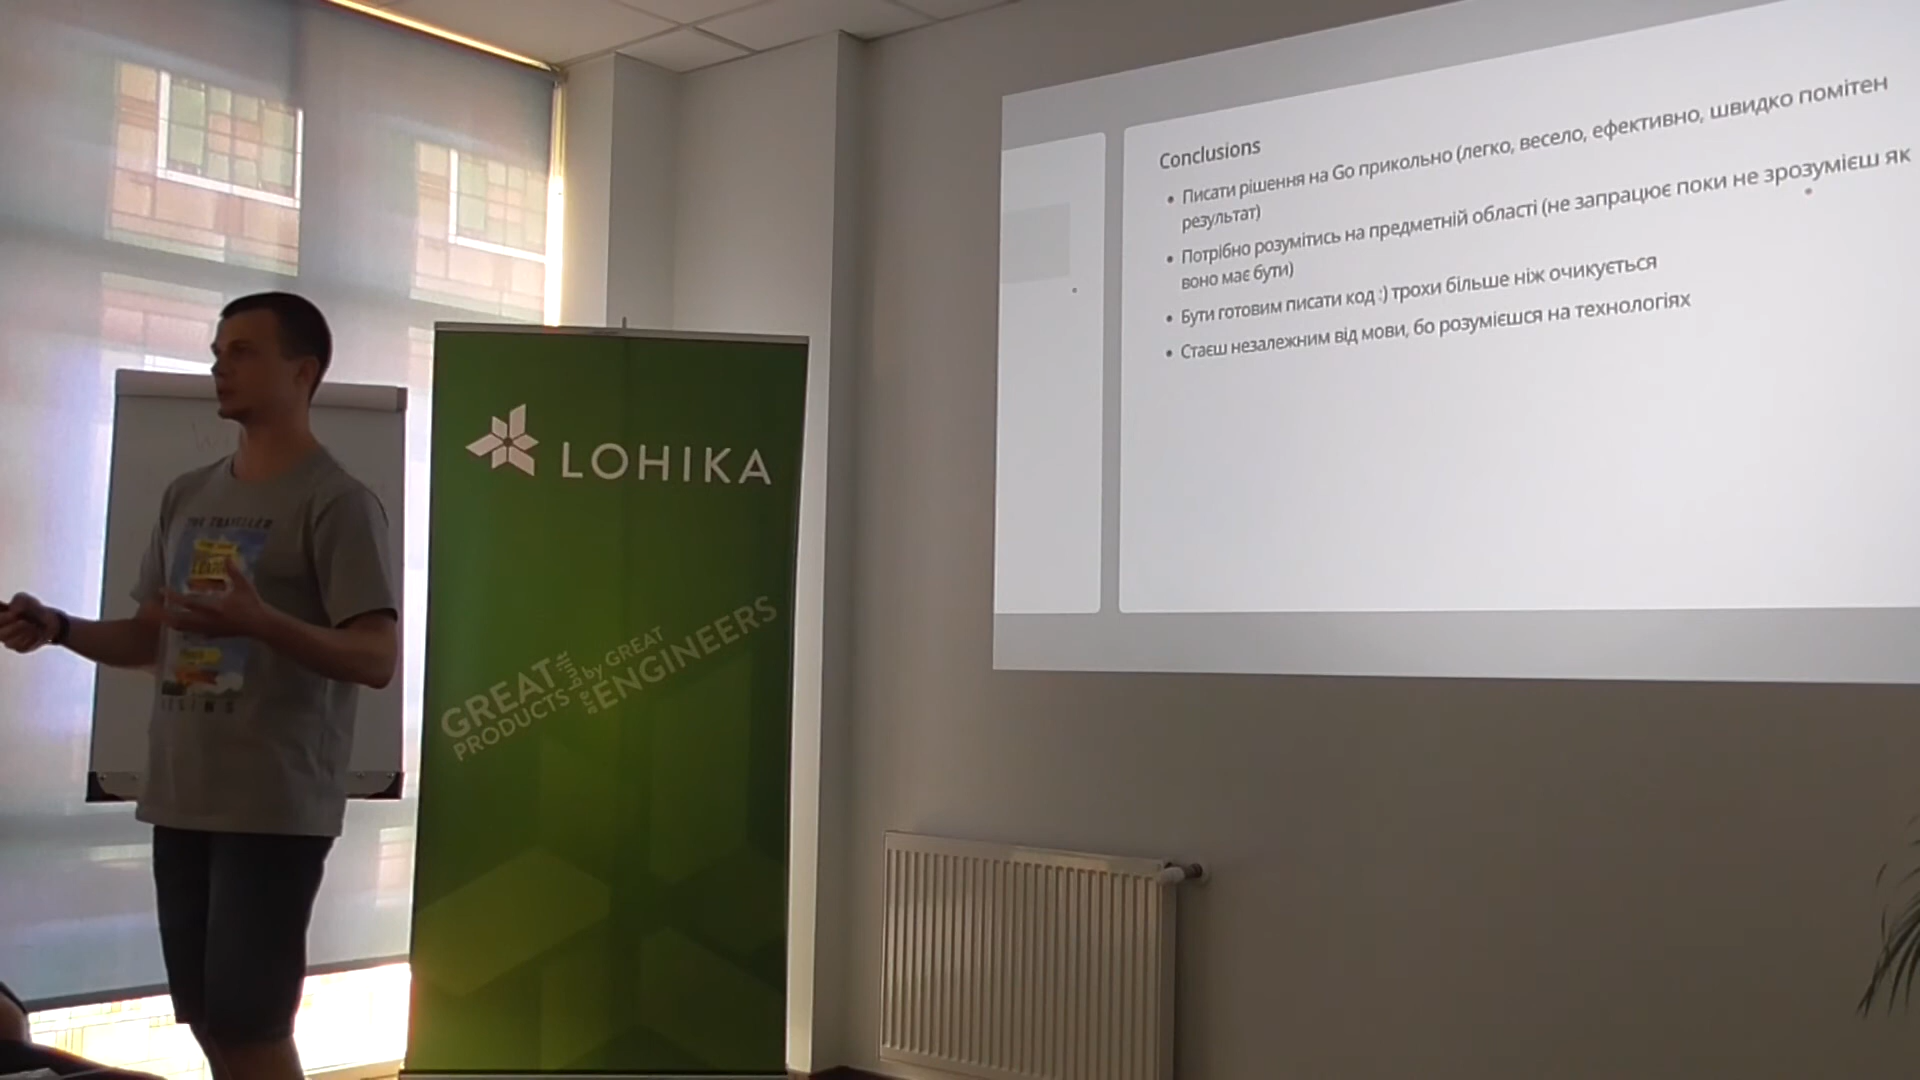 Conclusions
• Писати рішення на Go прикольно (легко, весело, ефективно, швидко помітен
результат)
• Потрібно розумітись на предметній області (не запрацює поки не зрозумієш як
воно має бути)
• Бути готовим писати код :) трохи більше ніж очикується
• Стаєш незалежним від мови, бо розумієшся на технологіях
LOHIKA
GREAT
PRODUCTS
are built
by GREAT
ENGINEERS
THE TRAVELLER